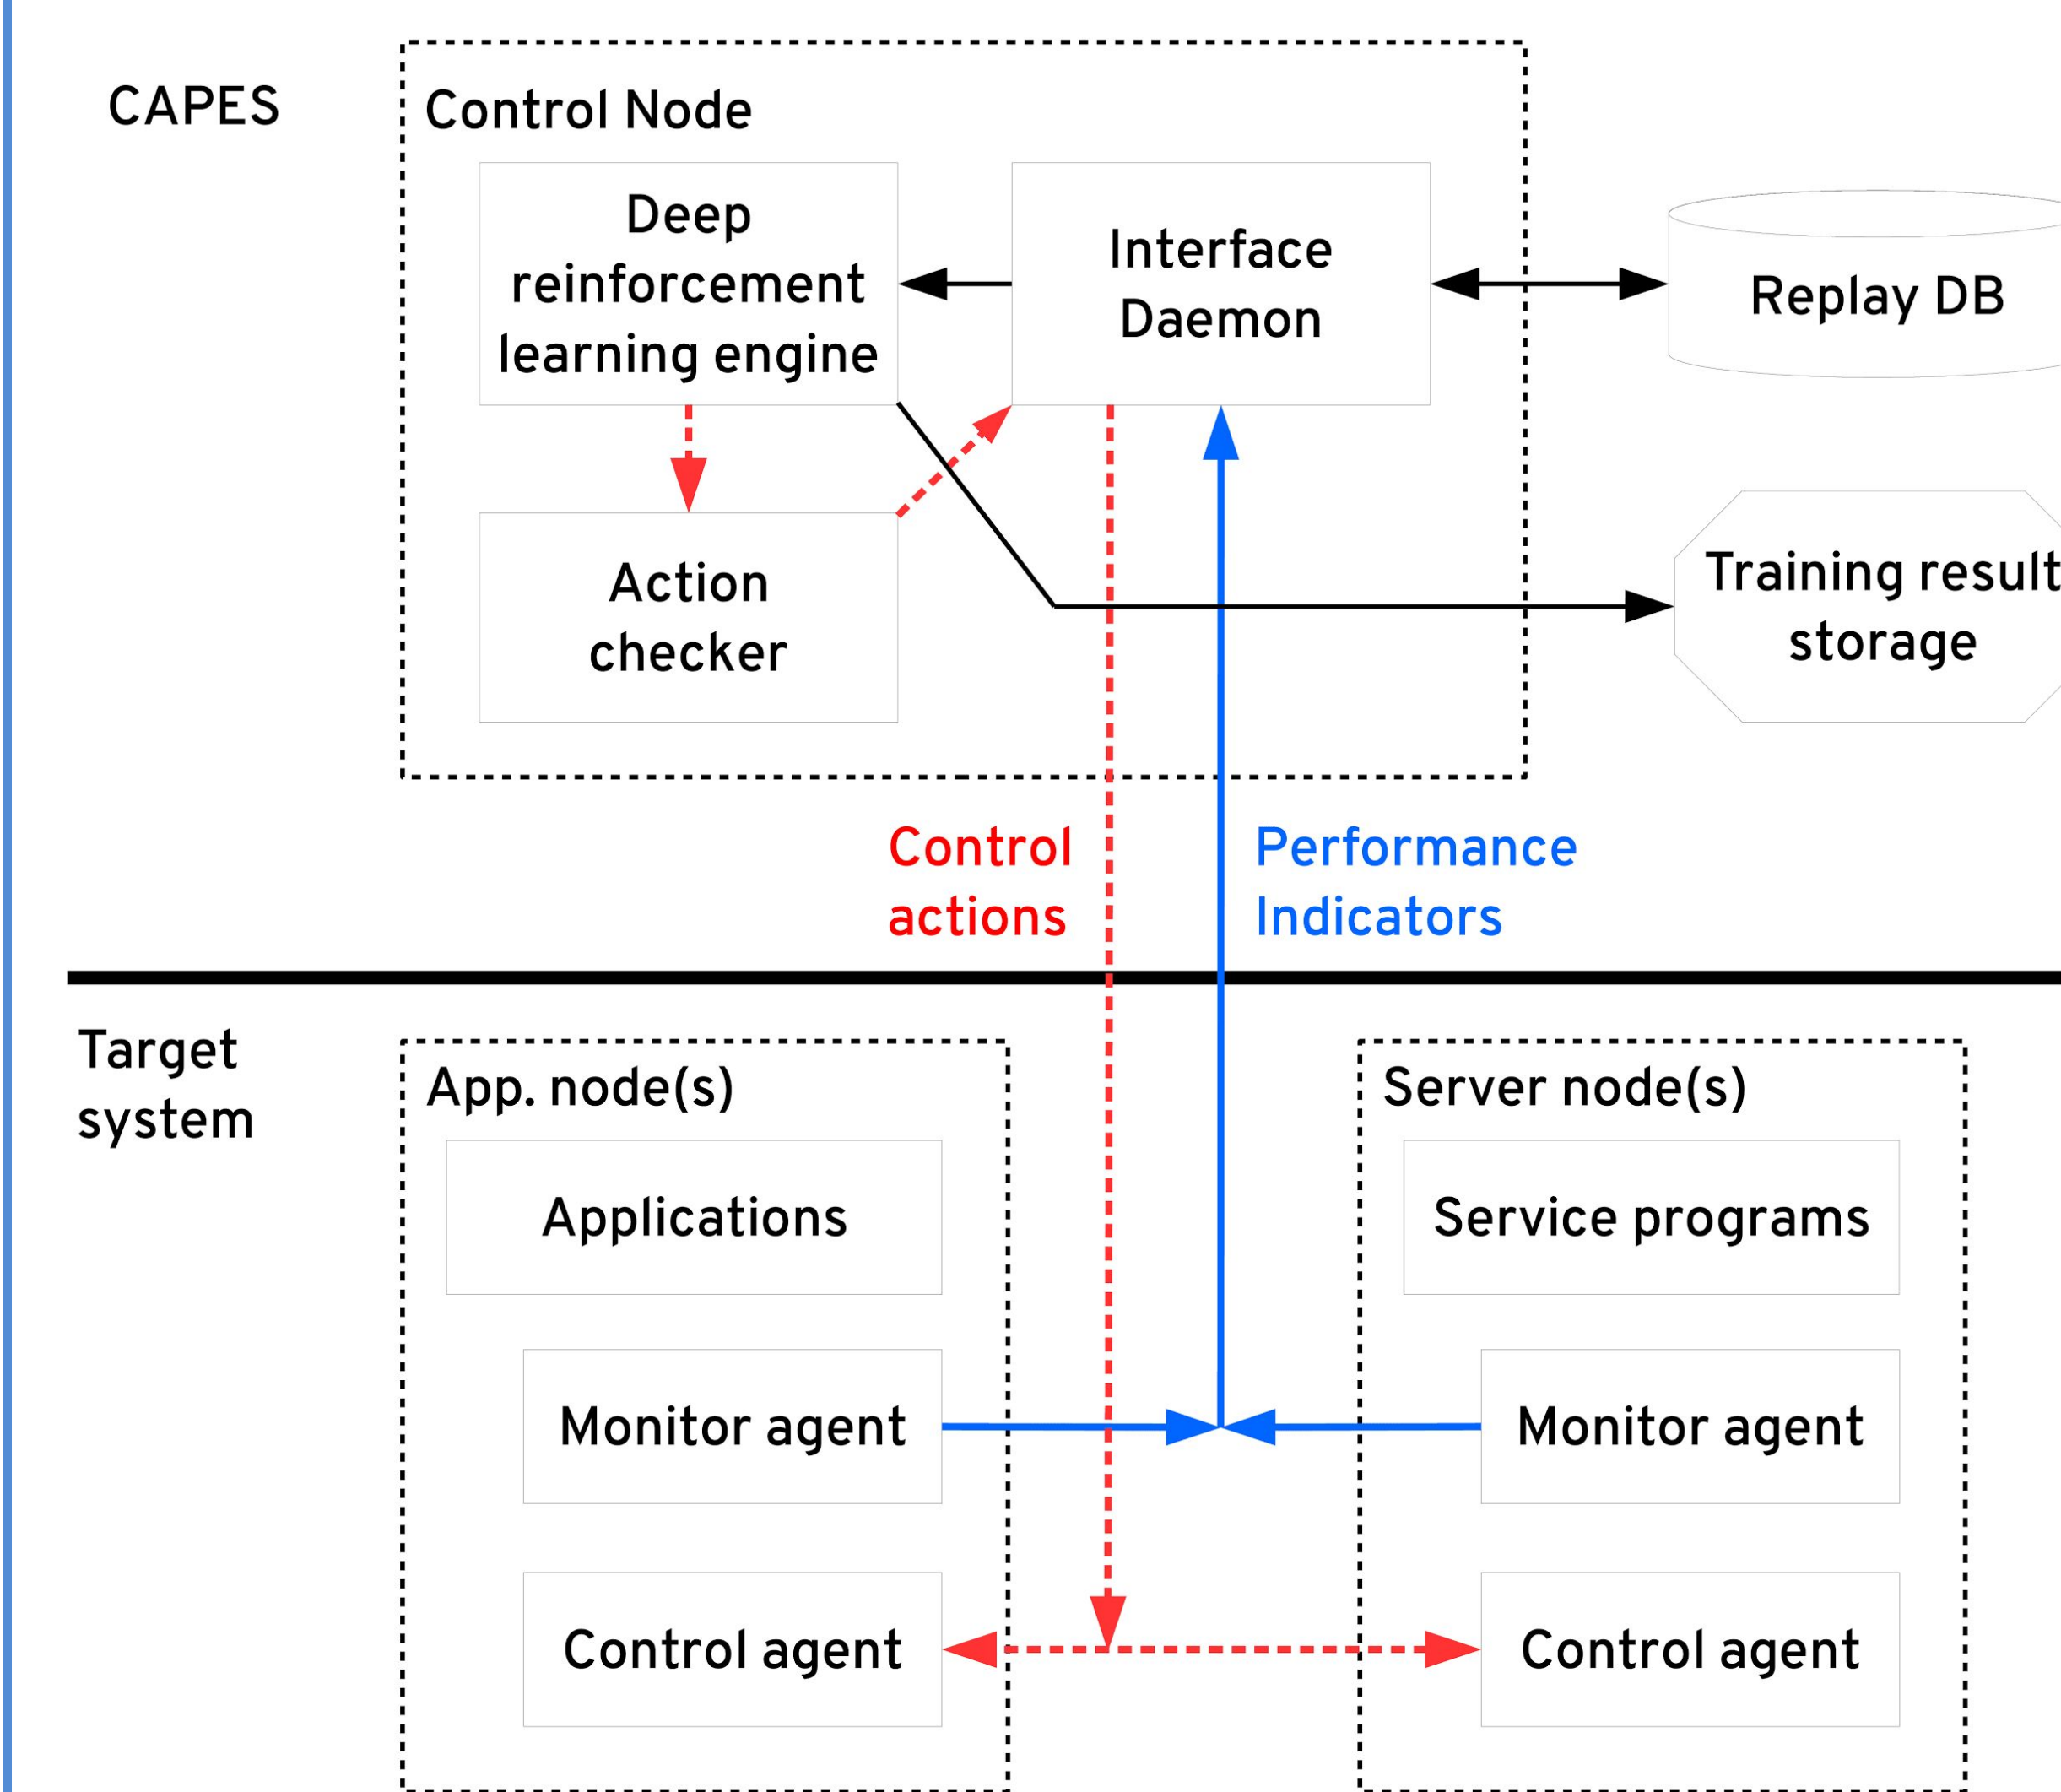 CAPES
Control Node
Deep
reinforcement
learning engine
Interface
Daemon
Replay DB
Action
checker
Training result
storage
Control
actions
Performance
Indicators
Target
system
App. node(s)
Server node(s)
Applications
Service programs
Monitor agent
Monitor agent
Control agent
Control agent